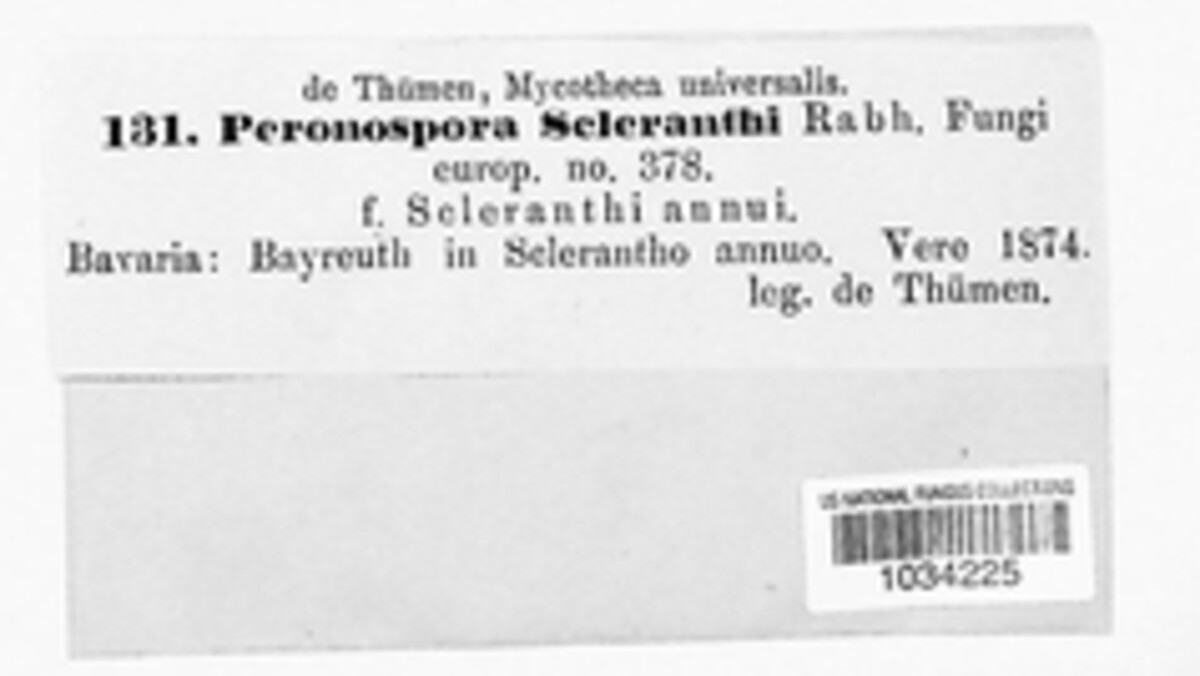 de Thümen, Mycotheca universalis.
131. Peronospora Scleranthi Rabh. Fungi
europ. no. 378.
f. Scleranthi annui.
Bavaria: Bayreuth in Sclerantho annuo. Vere 1874.
leg. de Thümen.
US NATIONAL FUNGUS COLLECTIONS
1034225